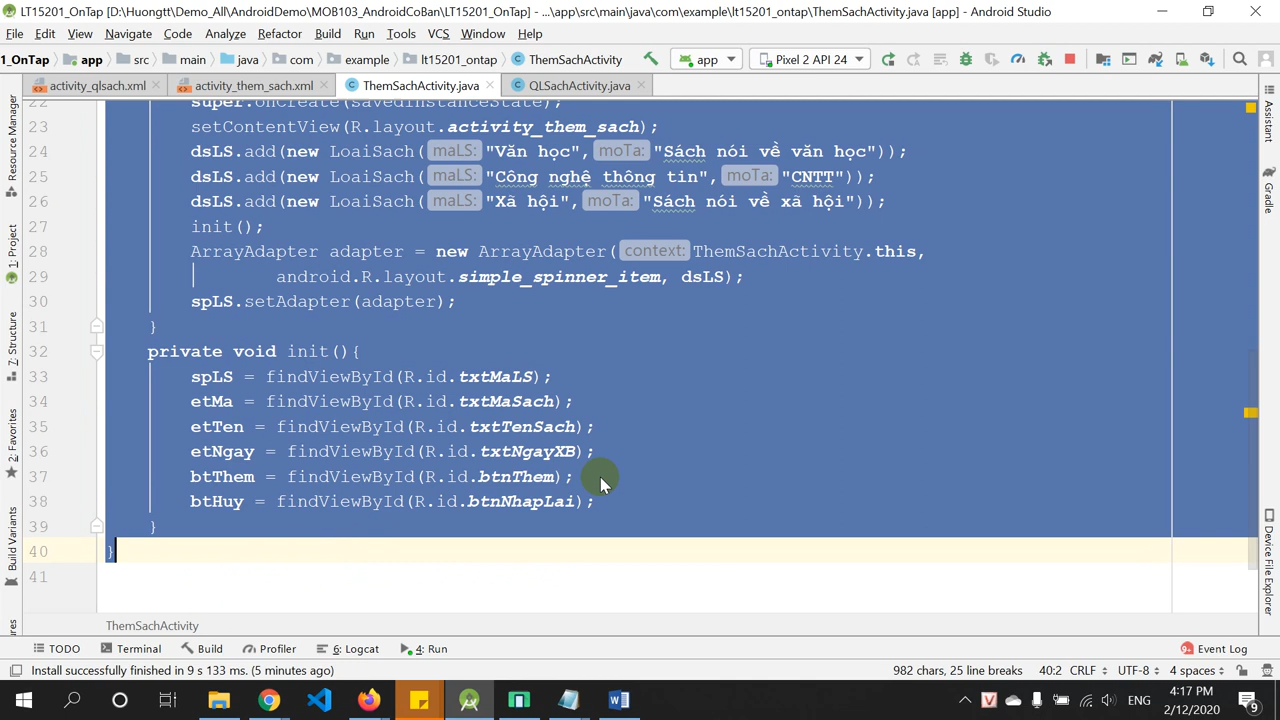 LT15201_OnTap [D:\Huongtt\Demo_All\AndroidDemo\MOB103_AndroidCoBan\LT15201_OnTap] - ...\app\src\main\java\com\example\lt15201_ontap\ThemSachActivity.java [app] - Android Studio
File Edit View Navigate Code Analyze Refactor Build Run Tools VCS Window Help
1_OnTap app src main java com example lt15201_ontap ThemSachActivity app Pixel 2 API 24
activity_qlsach.xml activity_them_sach.xml ThemSachActivity.java QLSachActivity.java
22 super.onCreate(savedInstanceState);
23 setContentView(R.layout.activity_them_sach);
24 dsLS.add(new LoaiSach( maLS: "Văn học", moTa: "Sách nói về văn học"));
25 dsLS.add(new LoaiSach( maLS: "Công nghệ thông tin", moTa: "CNTT"));
26 dsLS.add(new LoaiSach( maLS: "Xã hội", moTa: "Sách nói về xã hội"));
27 init();
28 ArrayAdapter adapter = new ArrayAdapter( context: ThemSachActivity.this,
29 android.R.layout.simple_spinner_item, dsLS);
30 spLS.setAdapter(adapter);
31 }
32 private void init(){
33 spLS = findViewById(R.id.txtMaLS);
34 etMa = findViewById(R.id.txtMaSach);
35 etTen = findViewById(R.id.txtTenSach);
36 etNgay = findViewById(R.id.txtNgayXB);
37 btThem = findViewById(R.id.btnThem);
38 btHuy = findViewById(R.id.btnNhapLai);
39 }
40 }
41
ThemSachActivity
Resource Manager
1: Project
7: Structure
2: Favorites
Build Variants
Assistant
Gradle
Device File Explorer
TODO Terminal Build Profiler 6: Logcat 4: Run Event Log
Install successfully finished in 9 s 133 ms. (5 minutes ago) 982 chars, 25 line breaks 40:2 CRLF UTF-8 4 spaces
ENG
4:17 PM
2/12/2020
9